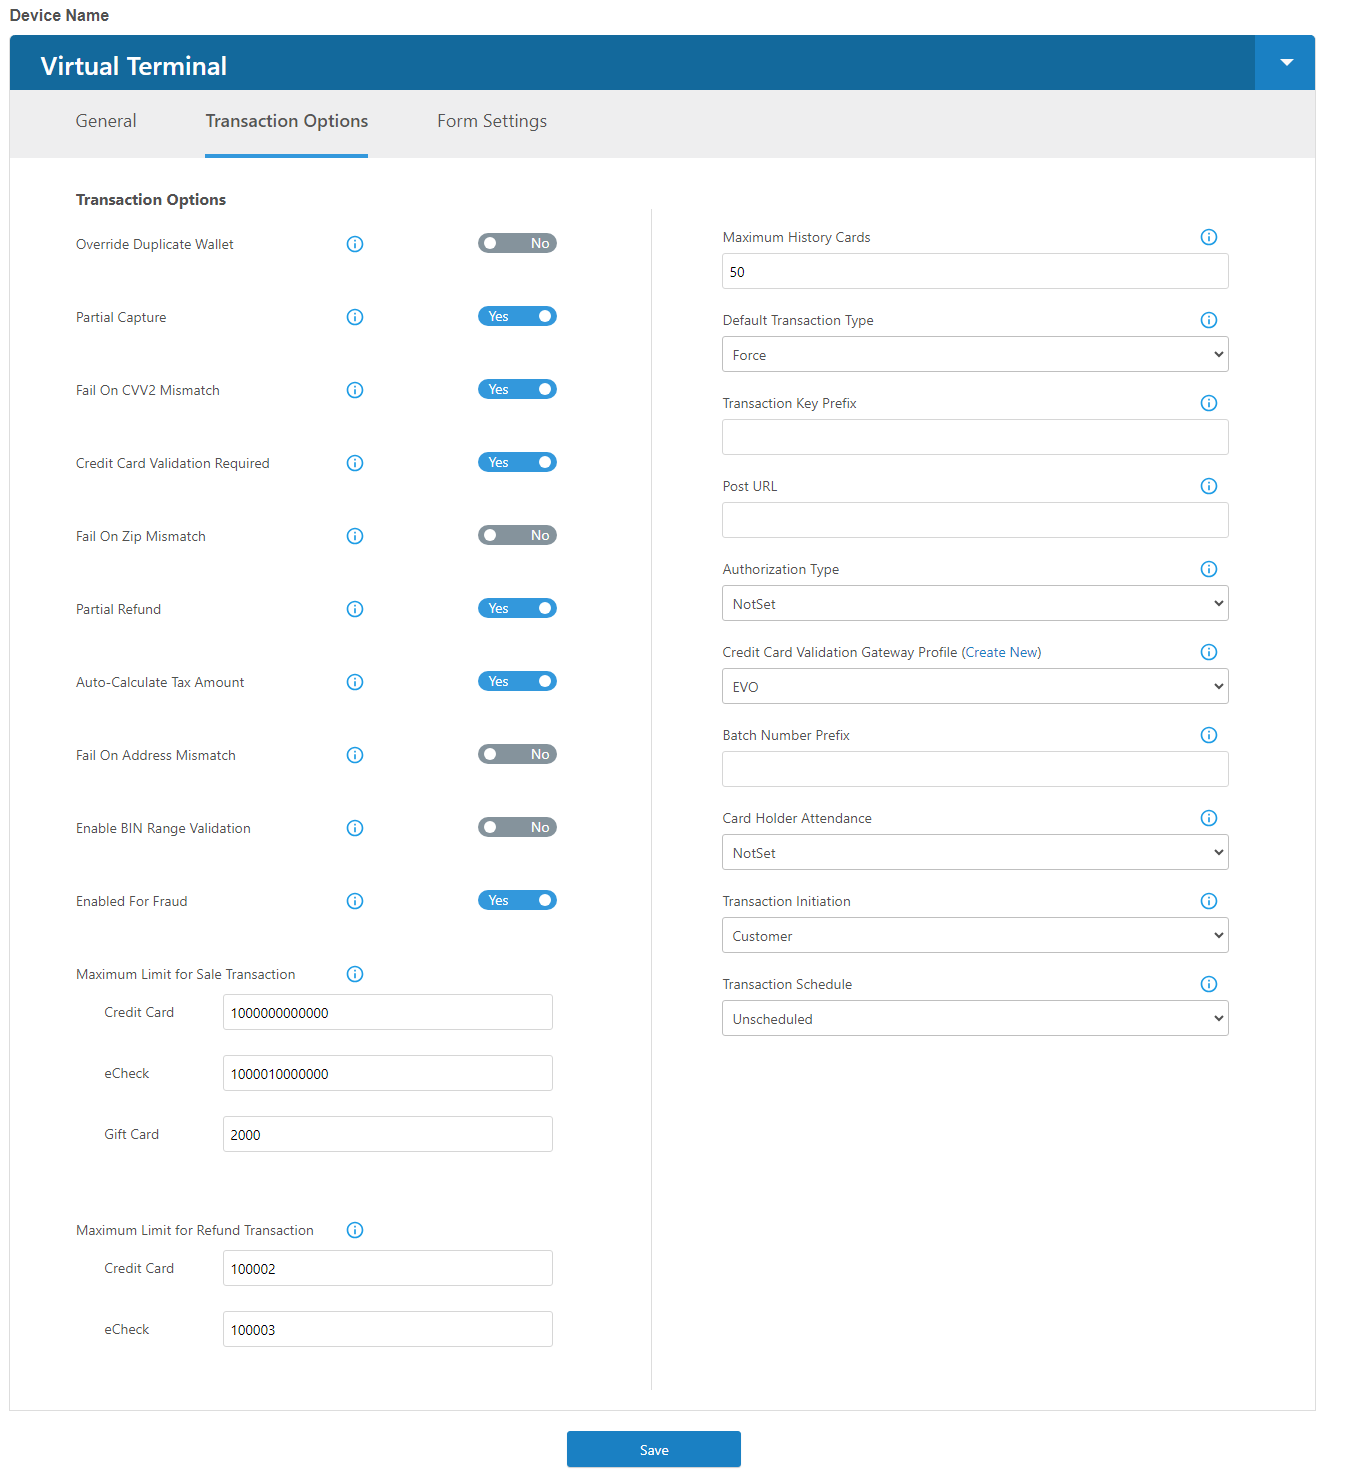 Device Name
Virtual Terminal
General
Transaction Options
Form Settings
Transaction Options
Override Duplicate Wallet
No
Partial Capture
Yes
Fail On CVV2 Mismatch
Yes
Credit Card Validation Required
Yes
Fail On Zip Mismatch
No
Partial Refund
Yes
Auto-Calculate Tax Amount
Yes
Fail On Address Mismatch
No
Enable BIN Range Validation
No
Enabled For Fraud
Yes
Maximum Limit for Sale Transaction
Credit Card
1000000000000
eCheck
1000010000000
Gift Card
2000
Maximum Limit for Refund Transaction
Credit Card
100002
eCheck
100003
Maximum History Cards
50
Default Transaction Type
Force
Transaction Key Prefix
Post URL
Authorization Type
NotSet
Credit Card Validation Gateway Profile (Create New)
EVO
Batch Number Prefix
Card Holder Attendance
NotSet
Transaction Initiation
Customer
Transaction Schedule
Unscheduled
Save